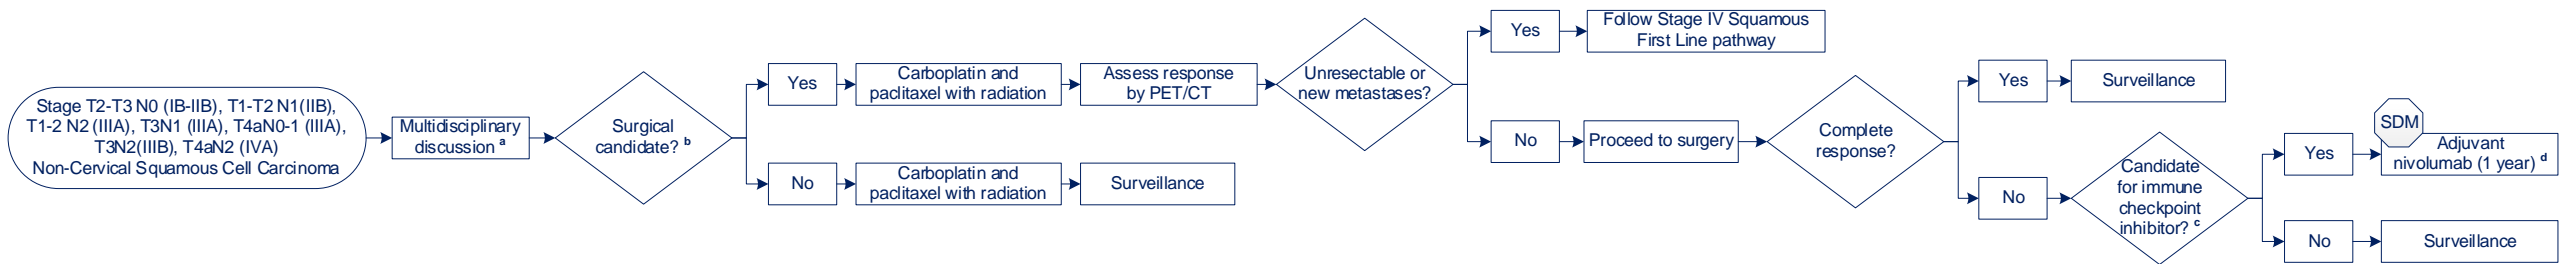 Stage T2-T3 N0 (IB-IIB), T1-T2 N1(IIB),
T1-2 N2 (IIIA), T3N1 (IIIA), T4aN0-1 (IIIA),
T3N2(IIIB), T4aN2 (IVA)
Non-Cervical Squamous Cell Carcinoma
Multidisciplinary
discussion a
Surgical
candidate? b
Yes
Carboplatin and
paclitaxel with radiation
Assess response
by PET/CT
Unresectable or
new metastases?
Yes
Follow Stage IV Squamous
First Line pathway
No
Proceed to surgery
Complete
response?
Yes
Surveillance
No
Candidate
for immune
checkpoint
inhibitor? c
Yes
SDM
Adjuvant
nivolumab (1 year) d
No
Surveillance
No
Carboplatin and
paclitaxel with radiation
Surveillance